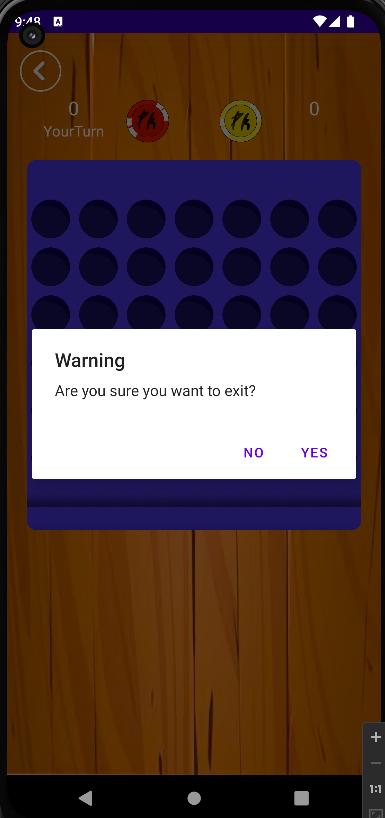 9:48 A
0 0
YourTurn
Warning
Are you sure you want to exit?
NO YES
1:1